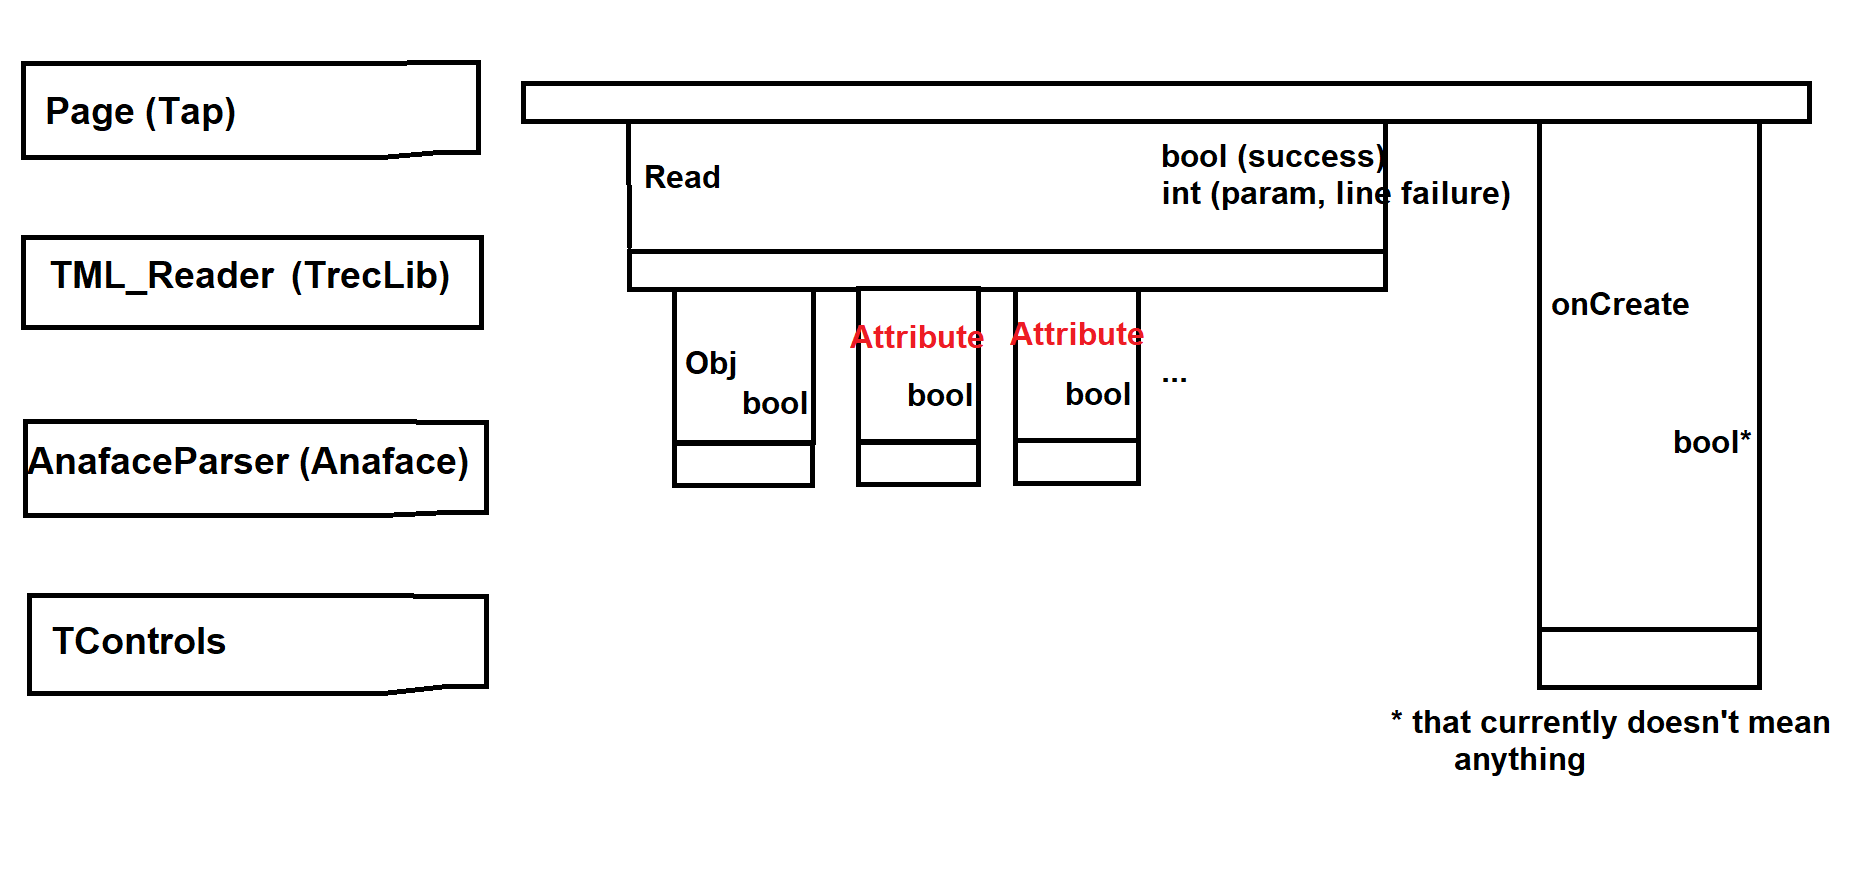 Page (Tap)
TML_Reader (TrecLib)
AnafaceParser (Anaface)
TControls
Read
bool (success)
int (param, line failure)
Obj
bool
Attribute
bool
Attribute
bool
...
onCreate
bool*
* that currently doesn't mean
anything